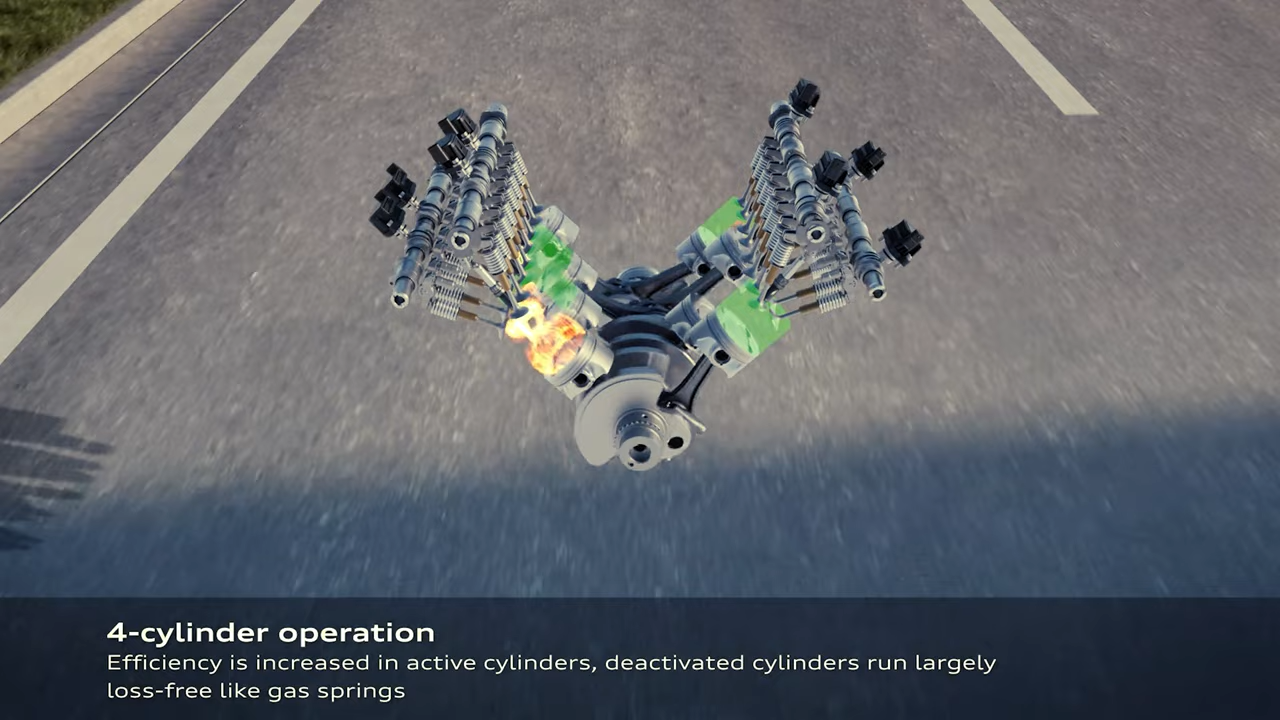 4-cylinder operation
Efficiency is increased in active cylinders, deactivated cylinders run largely
loss-free like gas springs